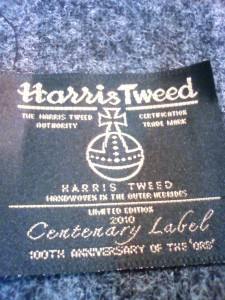 Harris Tweed
THE HARRIS TWEED CERTIFICATION
AUTHORITY TRADE MARK
HARRIS TWEED
HANDWOVEN IN THE OUTER HEBRIDES
LIMITED EDITION
2010
Centenary Label
100TH ANNIVERSARY OF THE 'ORB'